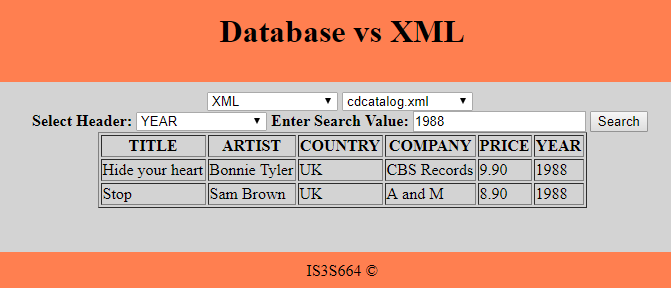 Database vs XML
XML cdcatalog.xml
Select Header: YEAR Enter Search Value: 1988 Search
TITLE ARTIST COUNTRY COMPANY PRICE YEAR
Hide your heart Bonnie Tyler UK CBS Records 9.90 1988
Stop Sam Brown UK A and M 8.90 1988
IS3S664 ©